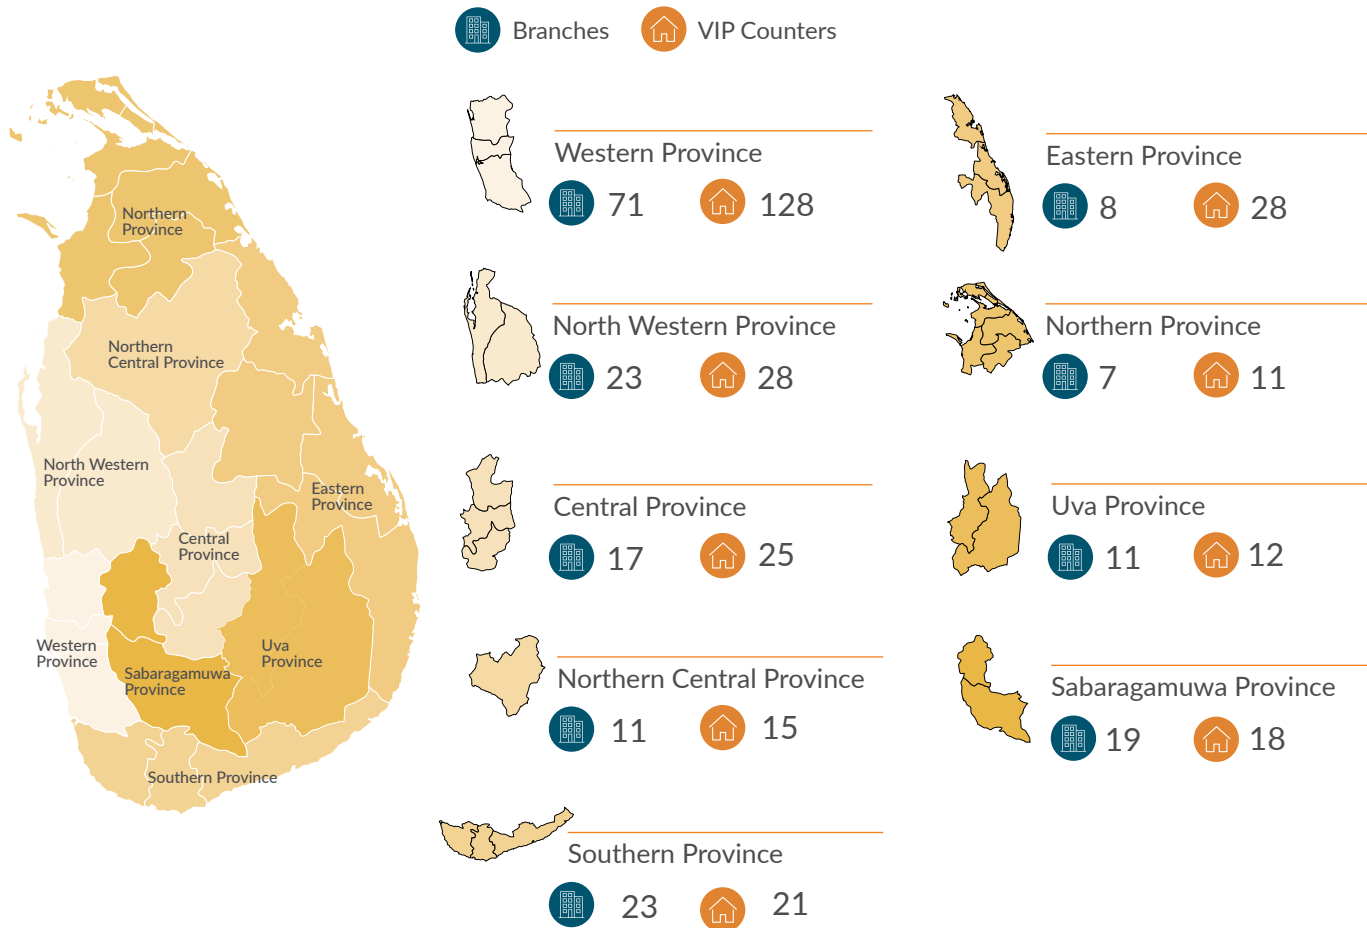 Branches
VIP Counters
Northern
Province
Northern
Central Province
North Western
Province
Eastern
Province
Central
Province
Western
Province
Uva
Province
Sabaragamuwa
Province
Southern Province
Western Province
71
128
North Western Province
23
28
Central Province
17
25
Northern Central Province
11
15
Southern Province
23
21
Eastern Province
8
28
Northern Province
7
11
Uva Province
11
12
Sabaragamuwa Province
19
18